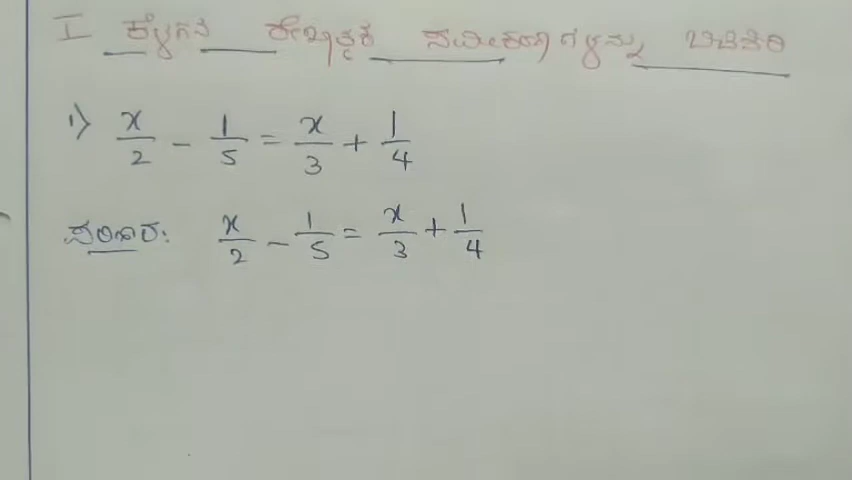 I ಕೆಳಗಿನ ರೇಖಾತ್ಮಕ ಸಮೀಕರಣಗಳನ್ನು ಬಿಡಿಸಿರಿ
1) x/2 - 1/5 = x/3 + 1/4
ಪರಿಹಾರ: x/2 - 1/5 = x/3 + 1/4